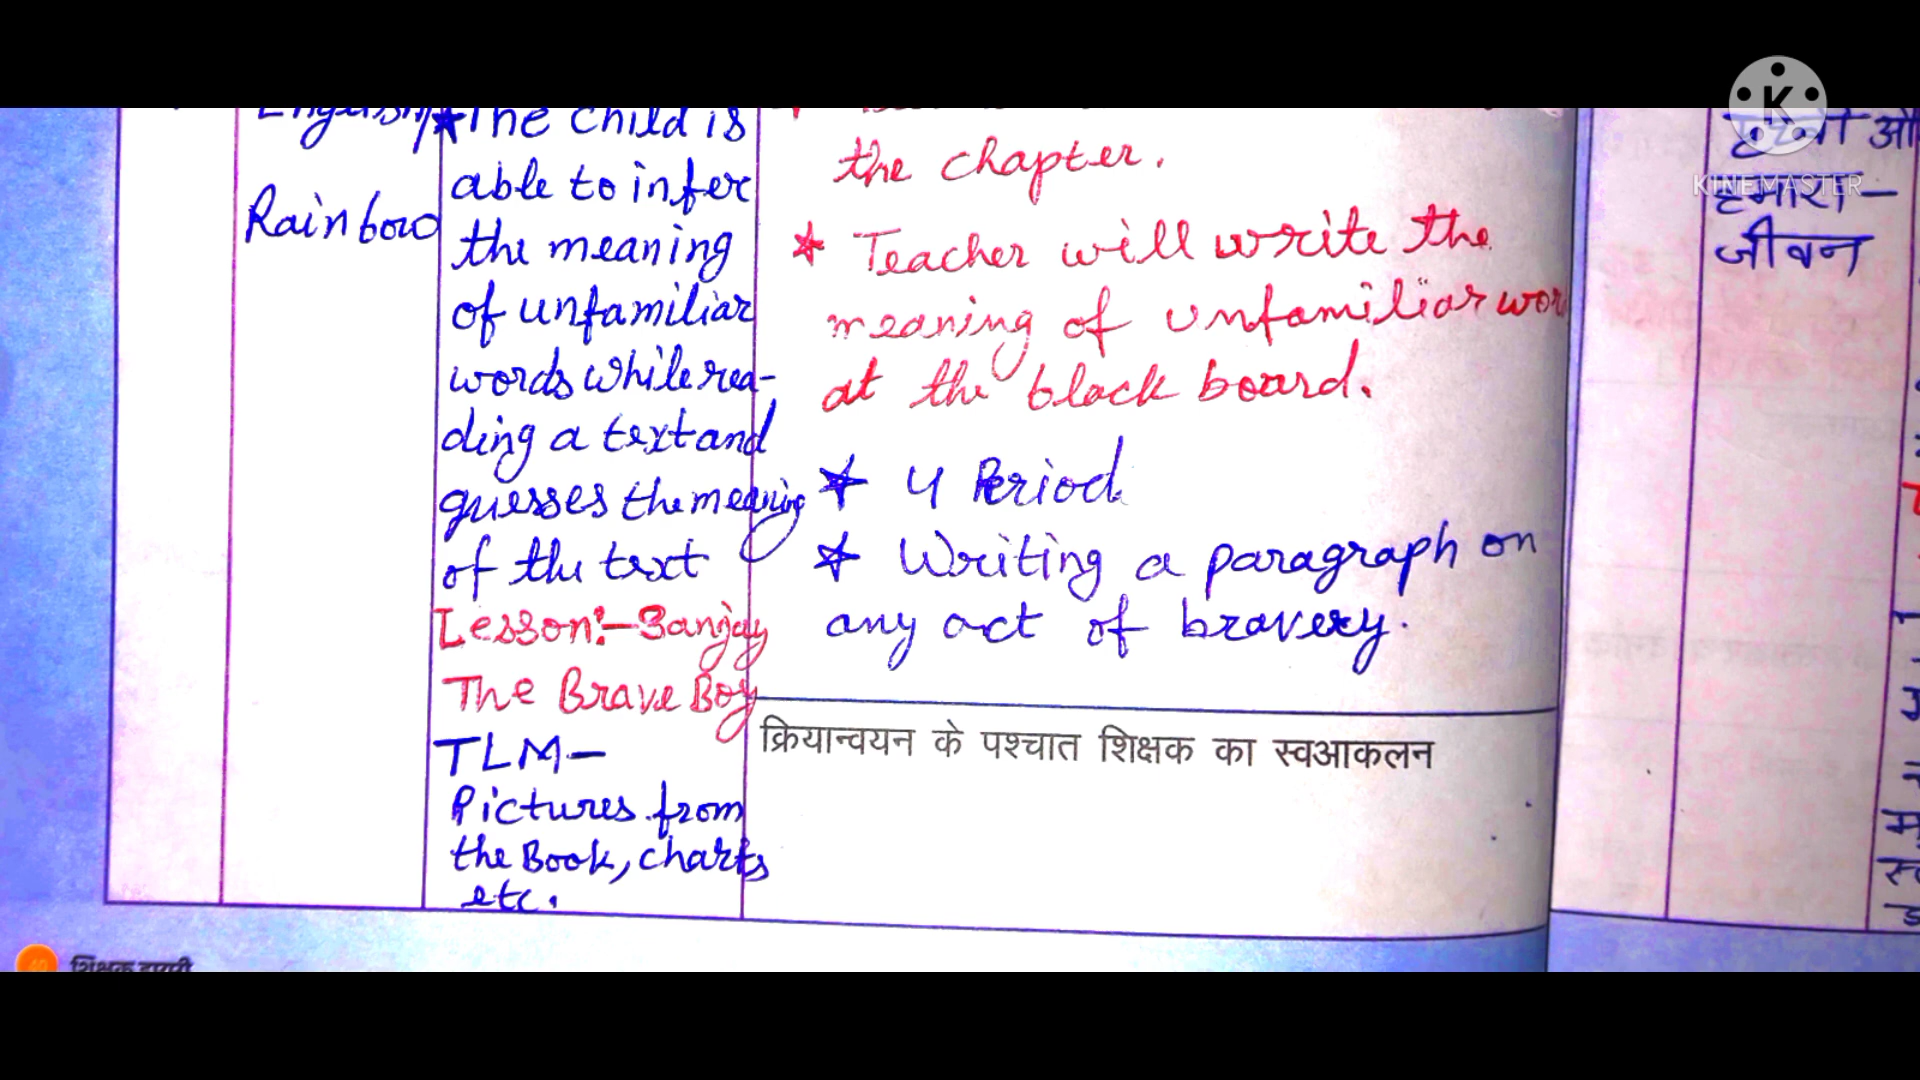 English
Rainbow
★ The child is
able to infer
the meaning
of unfamiliar
words while rea-
ding a text and
guesses the meaning
of the text
Lesson:- Sanjay
The Brave Boy
TLM-
Pictures from
the Book, charts
etc.
the chapter.
★ Teacher will write the
meaning of unfamiliar wor
at the black board.
★ 4 Period
★ Writing a paragraph on
any act of bravery.
क्रियान्वयन के पश्चात शिक्षक का स्वआकलन
हमारा-
जीवन
शिक्षक डायरी
K
KINEMASTER